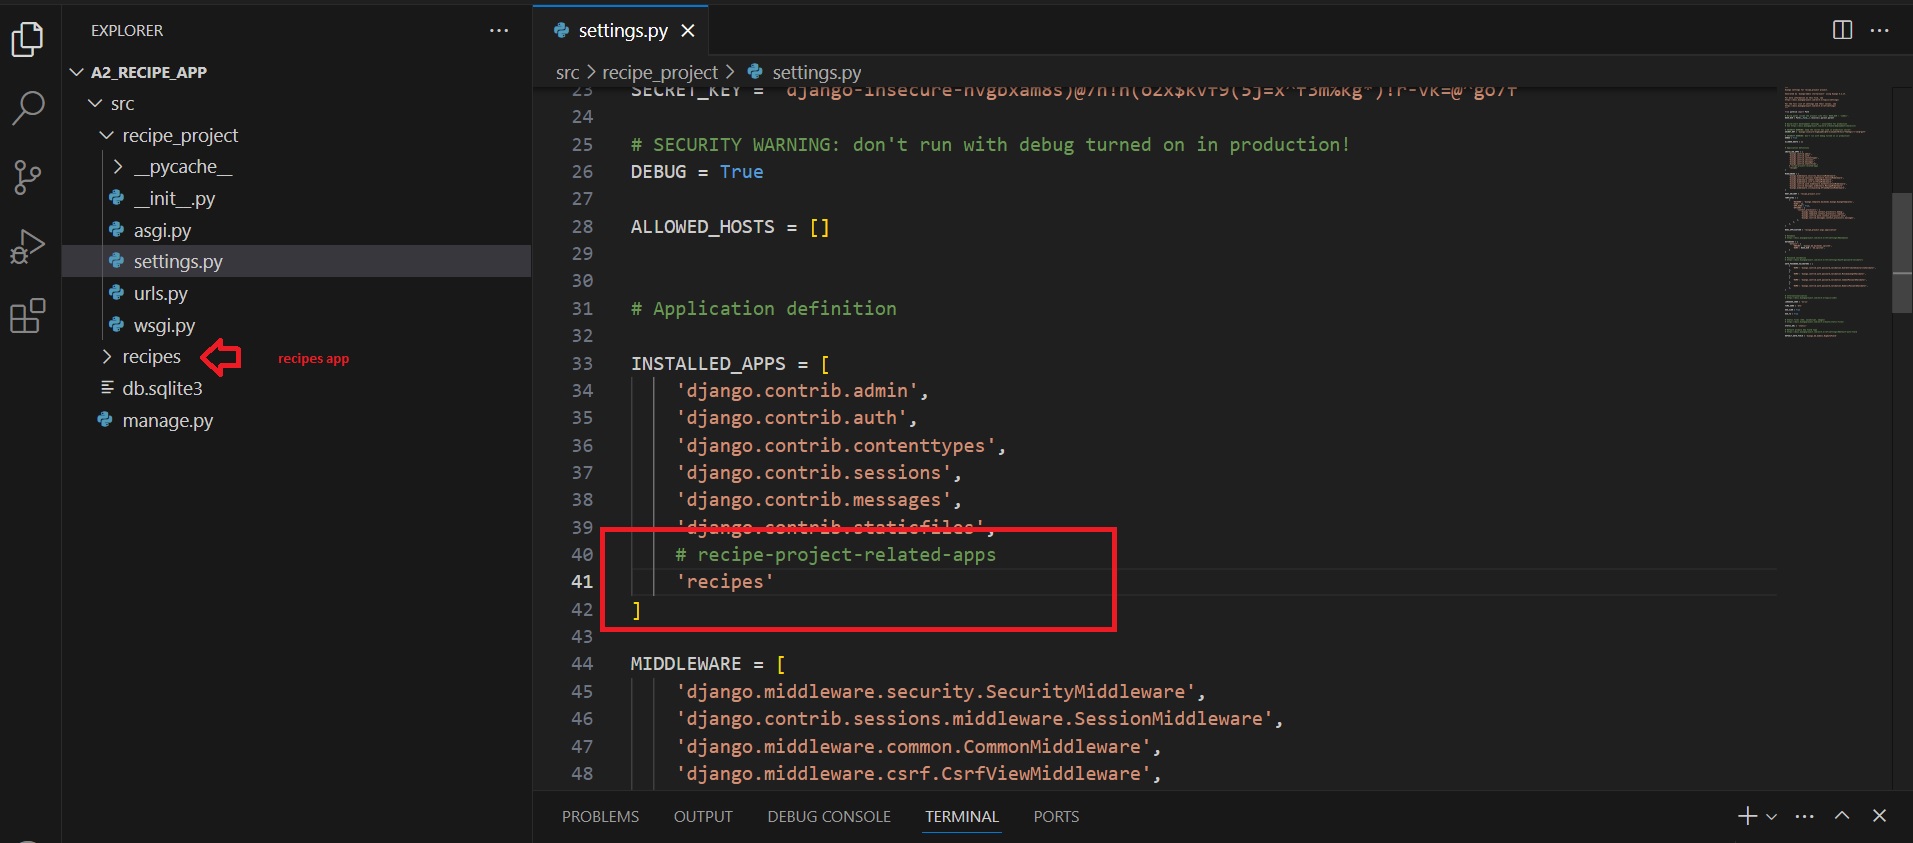 EXPLORER
A2_RECIPE_APP
src
recipe_project
__pycache__
__init__.py
asgi.py
settings.py
urls.py
wsgi.py
recipes
recipes app
db.sqlite3
manage.py
settings.py
src > recipe_project > settings.py
23 SECRET_KEY =
24
25 # SECURITY WARNING: don't run with debug turned on in production!
26 DEBUG = True
27
28 ALLOWED_HOSTS = []
29
30
31 # Application definition
32
33 INSTALLED_APPS = [
34 'django.contrib.admin',
35 'django.contrib.auth',
36 'django.contrib.contenttypes',
37 'django.contrib.sessions',
38 'django.contrib.messages',
39 'django.contrib.staticfiles',
40 # recipe-project-related-apps
41 'recipes'
42 ]
43
44 MIDDLEWARE = [
45 'django.middleware.security.SecurityMiddleware',
46 'django.contrib.sessions.middleware.SessionMiddleware',
47 'django.middleware.common.CommonMiddleware',
48 'django.middleware.csrf.CsrfViewMiddleware',
PROBLEMS OUTPUT DEBUG CONSOLE TERMINAL PORTS